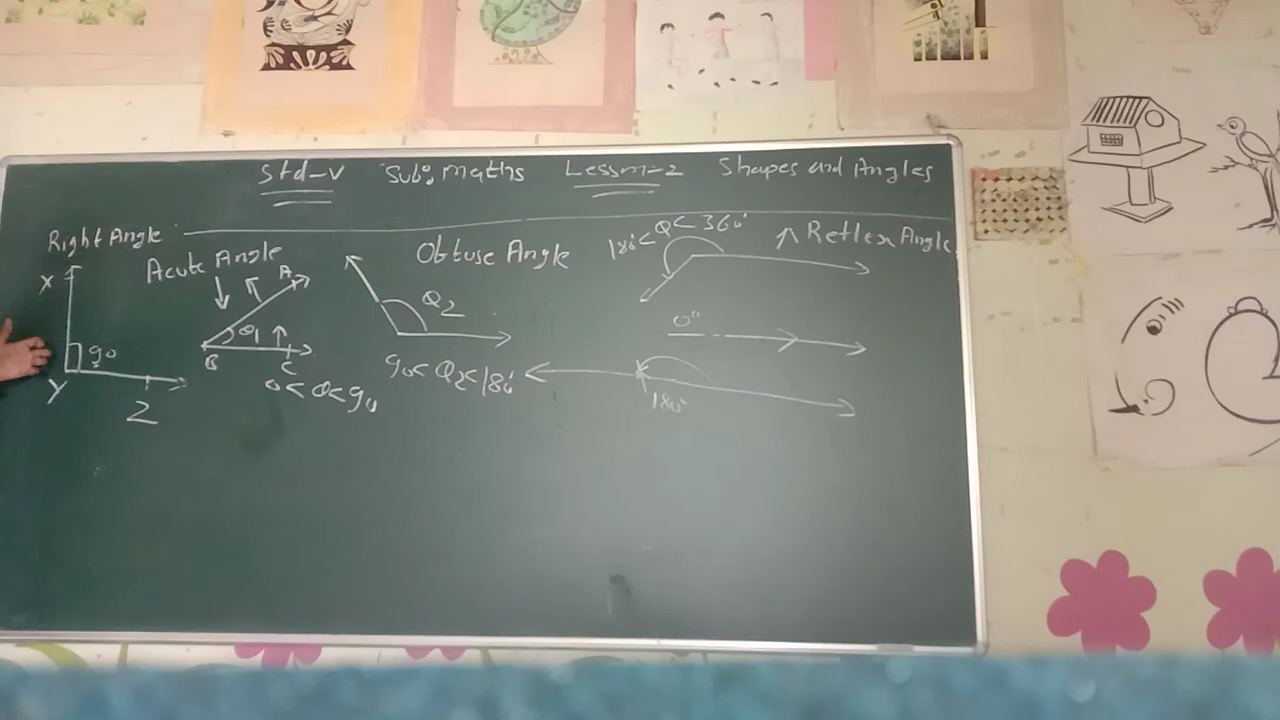 Std-V Sub: Maths Lesson-2 Shapes and Angles
Right Angle
X
90
Y
Z
Acute Angle
A
θ1
B
C
0<θ<90
Obtuse Angle
θ2
90<θ2<180°
180°<θ<360°
Reflex Angle
0°
180°